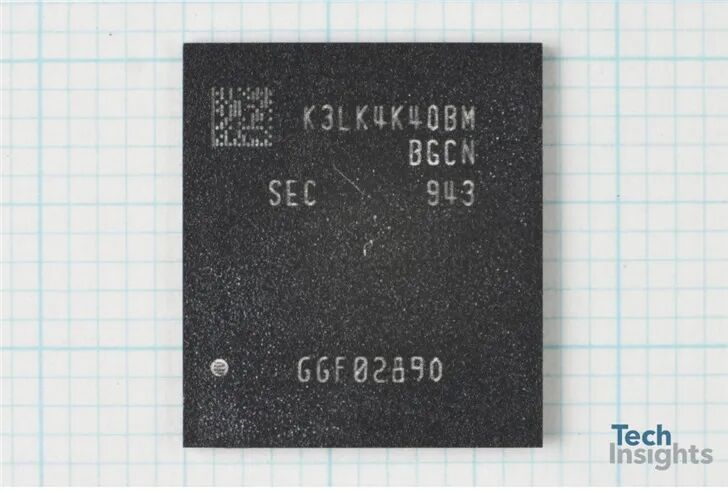 K3LK4K40BM
BGCN
SEC 943
GGF02890
Tech
Insights